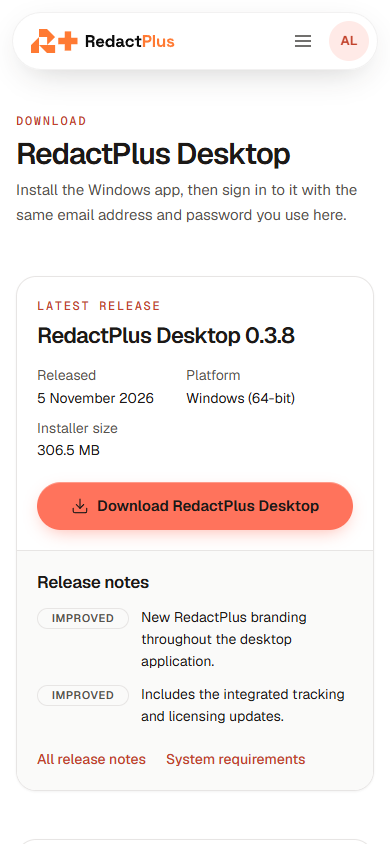 RedactPlus
AL
DOWNLOAD
RedactPlus Desktop
Install the Windows app, then sign in to it with the
same email address and password you use here.
LATEST RELEASE
RedactPlus Desktop 0.3.8
Released
Platform
5 November 2026
Windows (64-bit)
Installer size
306.5 MB
Download RedactPlus Desktop
Release notes
IMPROVED
New RedactPlus branding
throughout the desktop
application.
IMPROVED
Includes the integrated tracking
and licensing updates.
All release notes
System requirements